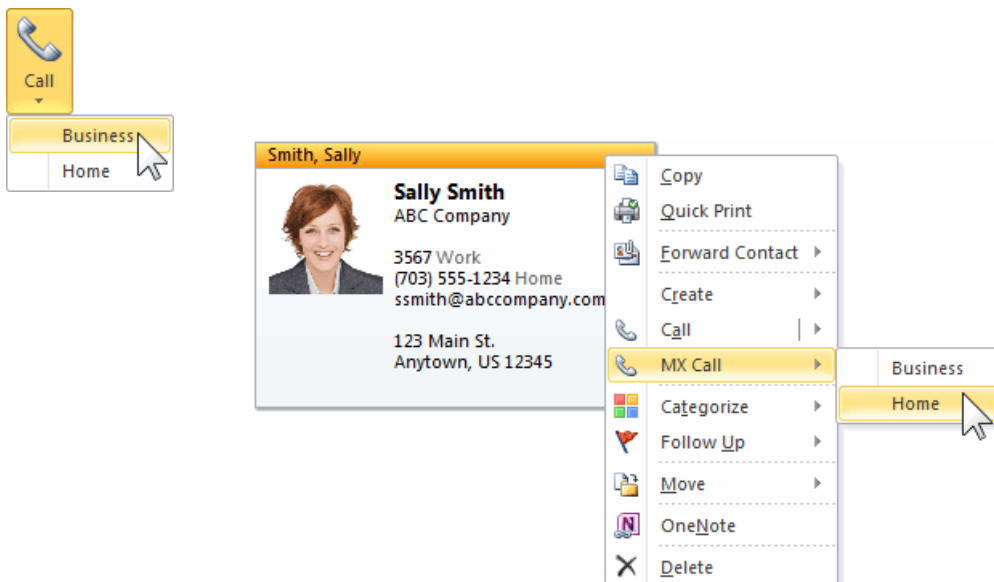 Call
Business
Home
Smith, Sally
Sally Smith
ABC Company
3567 Work
(703) 555-1234 Home
ssmith@abccompany.com
123 Main St.
Anytown, US 12345
Copy
Quick Print
Forward Contact
Create
Call
MX Call
Categorize
Follow Up
Move
OneNote
Delete
Business
Home